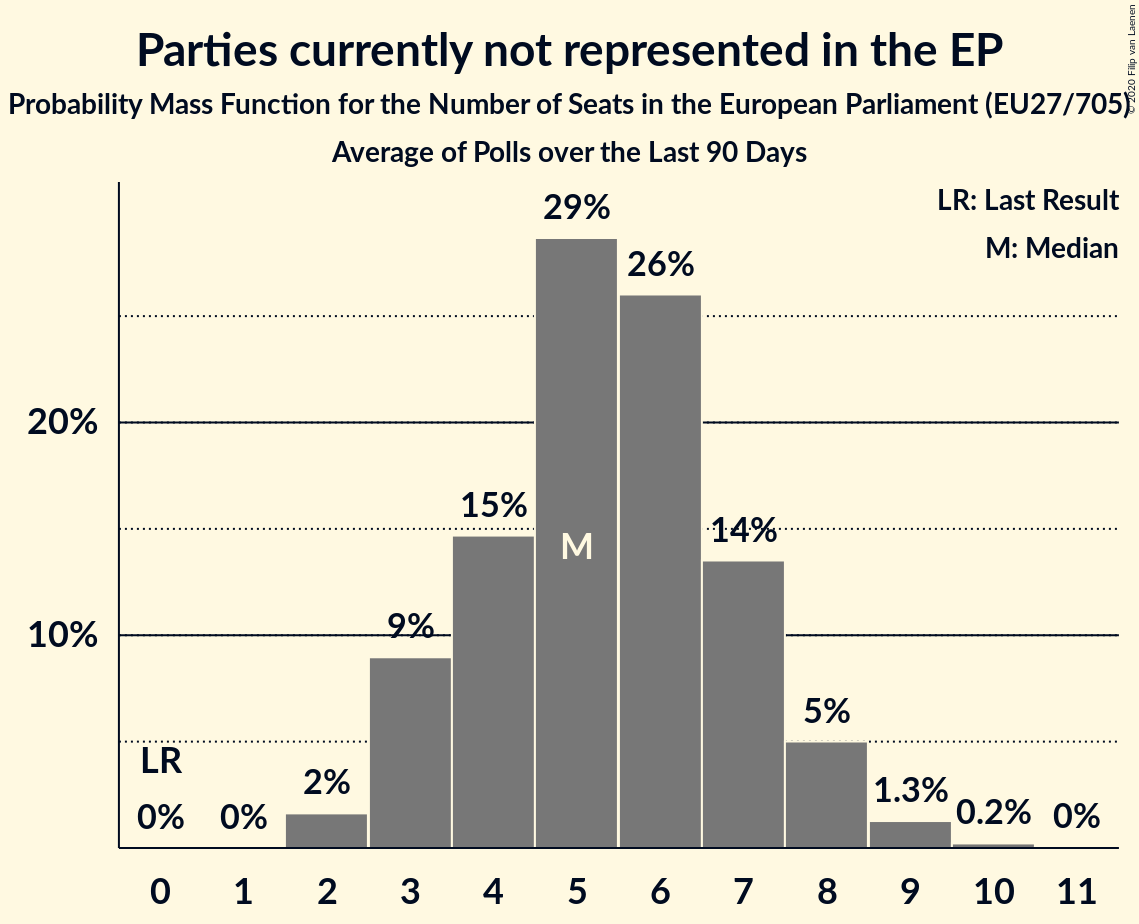 Parties currently not represented in the EP
Probability Mass Function for the Number of Seats in the European Parliament (EU27/705)
Average of Polls over the Last 90 Days
© 2020 Filip van Laenen
LR: Last Result
M: Median
29%
26%
20%
15%
14%
M
10%
9%
5%
LR
2%
1.3%
0.2%
0%
0%
0%
0 1 2 3 4 5 6 7 8 9 10 11